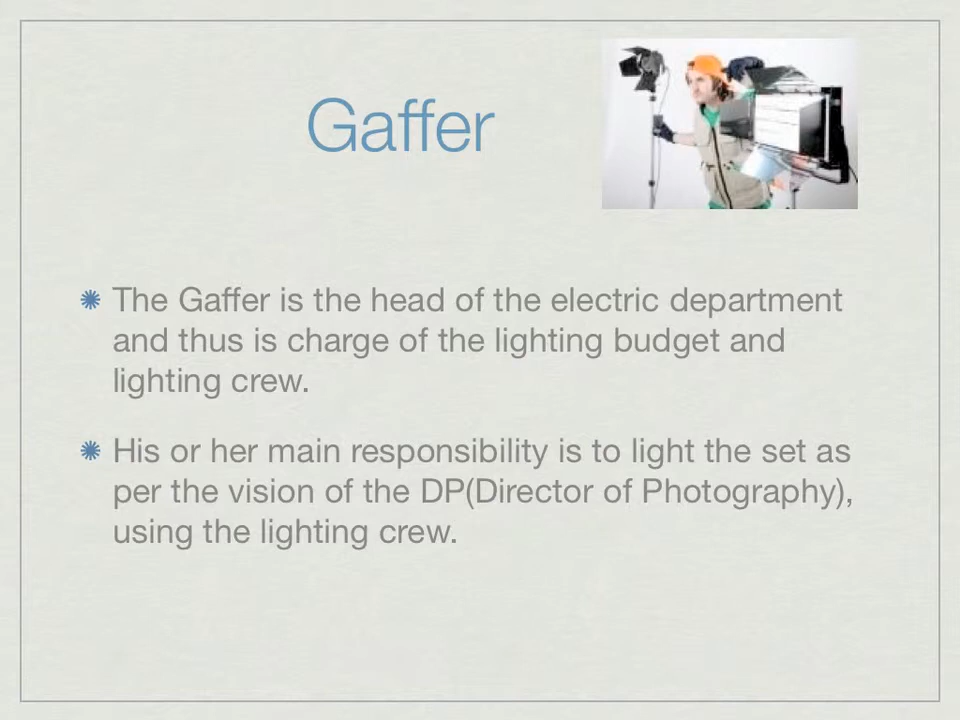 Gaffer
The Gaffer is the head of the electric department
and thus is charge of the lighting budget and
lighting crew.
His or her main responsibility is to light the set as
per the vision of the DP(Director of Photography),
using the lighting crew.